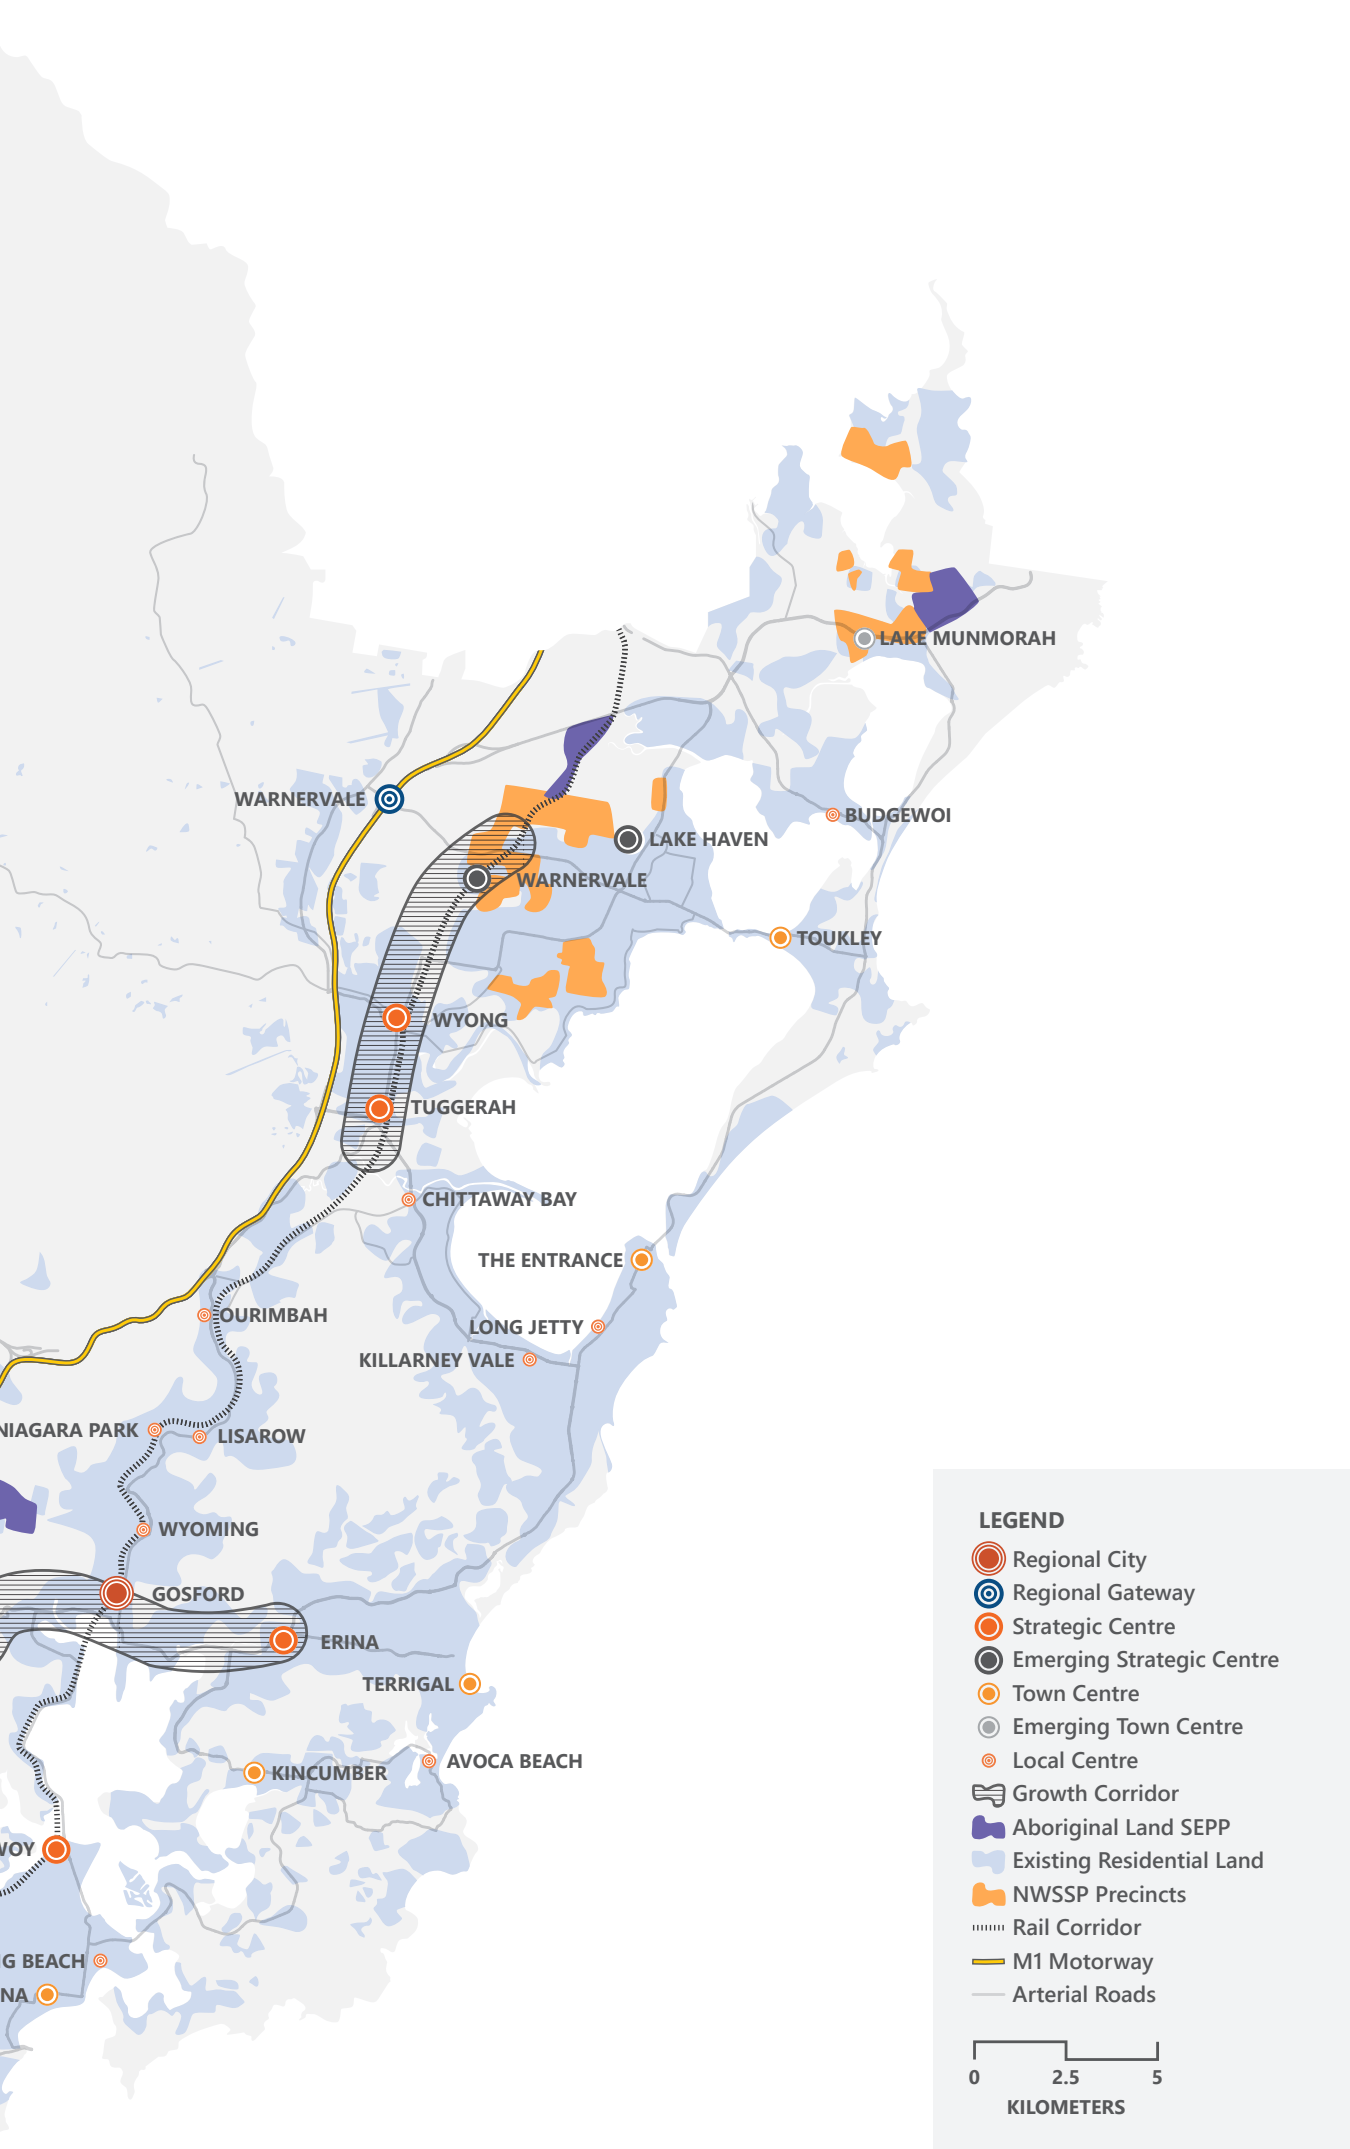 LAKE MUNMORAH
WARNERVALE
BUDGEWOI
LAKE HAVEN
WARNERVALE
TOUKLEY
WYONG
TUGGERAH
CHITTAWAY BAY
THE ENTRANCE
OURIMBAH
LONG JETTY
KILLARNEY VALE
NIAGARA PARK
LISAROW
WYOMING
GOSFORD
ERINA
TERRIGAL
AVOCA BEACH
KINCUMBER
WOY
G BEACH
NA
LEGEND
Regional City
Regional Gateway
Strategic Centre
Emerging Strategic Centre
Town Centre
Emerging Town Centre
Local Centre
Growth Corridor
Aboriginal Land SEPP
Existing Residential Land
NWSSP Precincts
Rail Corridor
M1 Motorway
Arterial Roads
0 2.5 5
KILOMETERS